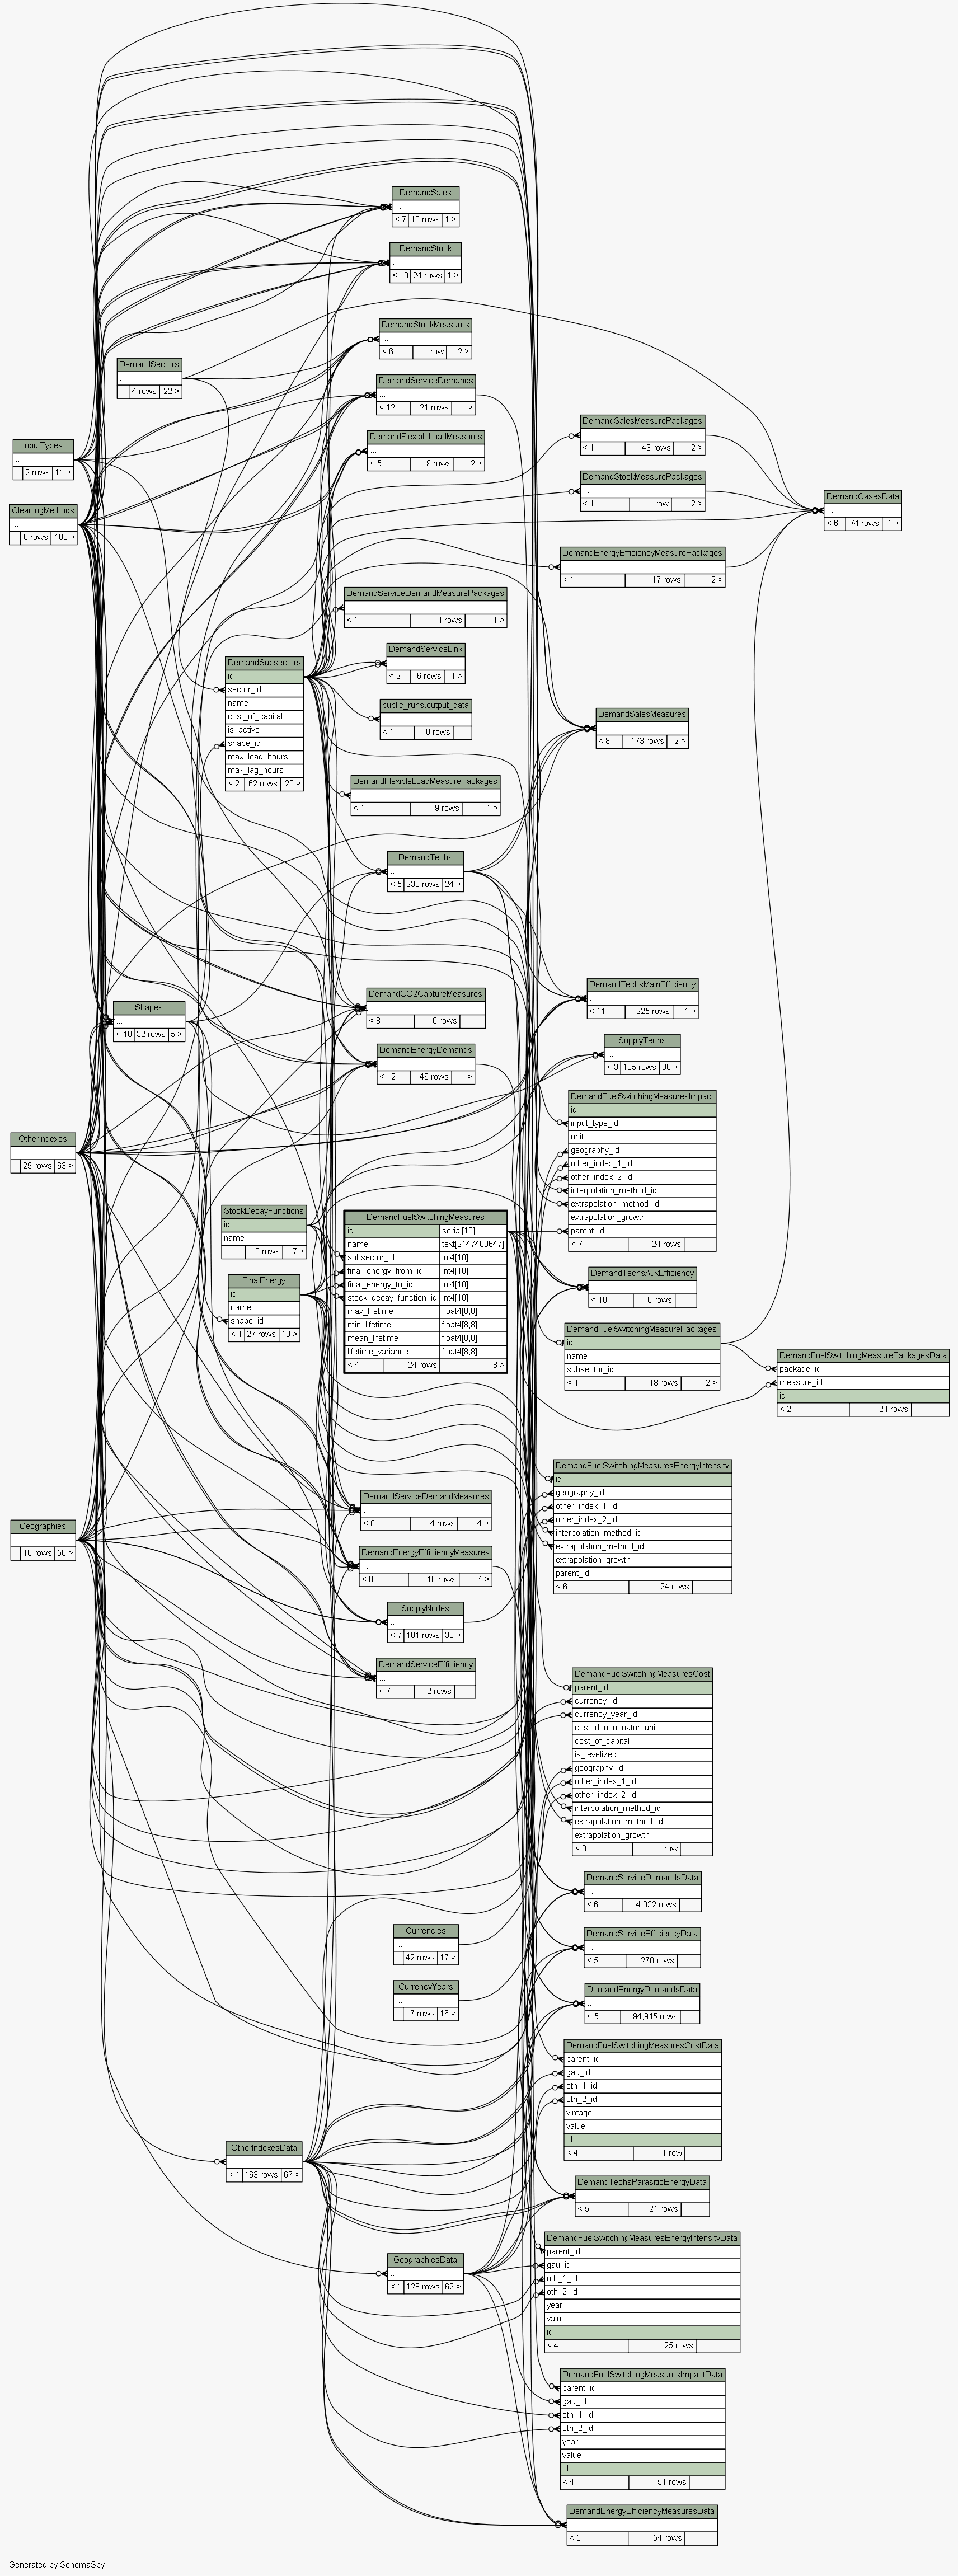 DemandSales
...
< 7 10 rows 1 >
DemandStock
...
< 13 24 rows 1 >
DemandStockMeasures
...
< 6 1 row 2 >
DemandSectors
...
4 rows 22 >
DemandServiceDemands
...
< 12 21 rows 1 >
DemandFlexibleLoadMeasures
...
< 5 9 rows 2 >
InputTypes
...
2 rows 11 >
CleaningMethods
...
8 rows 108 >
DemandSalesMeasurePackages
...
< 1 43 rows 2 >
DemandStockMeasurePackages
...
< 1 1 row 2 >
DemandCasesData
...
< 6 74 rows 1 >
DemandEnergyEfficiencyMeasurePackages
...
< 1 17 rows 2 >
DemandServiceDemandMeasurePackages
...
< 1 4 rows 1 >
DemandServiceLink
...
< 2 6 rows 1 >
DemandSubsectors
id
sector_id
name
cost_of_capital
is_active
shape_id
max_lead_hours
max_lag_hours
< 2 62 rows 23 >
public_runs.output_data
...
< 1 0 rows
DemandSalesMeasures
...
< 8 173 rows 2 >
DemandFlexibleLoadMeasurePackages
...
< 1 9 rows 1 >
DemandTechs
...
< 5 233 rows 24 >
DemandTechsMainEfficiency
...
< 11 225 rows 1 >
DemandCO2CaptureMeasures
...
< 8 0 rows
Shapes
...
< 10 32 rows 5 >
DemandEnergyDemands
...
< 12 46 rows 1 >
SupplyTechs
...
< 3 105 rows 30 >
DemandFuelSwitchingMeasuresImpact
id
input_type_id
unit
geography_id
other_index_1_id
other_index_2_id
interpolation_method_id
extrapolation_method_id
extrapolation_growth
parent_id
< 7 24 rows
OtherIndexes
...
29 rows 63 >
StockDecayFunctions
id
name
3 rows 7 >
DemandFuelSwitchingMeasures
id serial[10]
name text[2147483647]
subsector_id int4[10]
final_energy_from_id int4[10]
final_energy_to_id int4[10]
stock_decay_function_id int4[10]
max_lifetime float4[8,8]
min_lifetime float4[8,8]
mean_lifetime float4[8,8]
lifetime_variance float4[8,8]
< 4 24 rows 8 >
FinalEnergy
id
name
shape_id
< 1 27 rows 10 >
DemandTechsAuxEfficiency
...
< 10 6 rows
DemandFuelSwitchingMeasurePackages
id
name
subsector_id
< 1 18 rows 2 >
DemandFuelSwitchingMeasurePackagesData
package_id
measure_id
id
< 2 24 rows
DemandFuelSwitchingMeasuresEnergyIntensity
id
geography_id
other_index_1_id
other_index_2_id
interpolation_method_id
extrapolation_method_id
extrapolation_growth
parent_id
< 6 24 rows
DemandServiceDemandMeasures
...
< 8 4 rows 4 >
Geographies
...
10 rows 56 >
DemandEnergyEfficiencyMeasures
...
< 8 18 rows 4 >
SupplyNodes
...
< 7 101 rows 38 >
DemandServiceEfficiency
...
< 7 2 rows
DemandFuelSwitchingMeasuresCost
parent_id
currency_id
currency_year_id
cost_denominator_unit
cost_of_capital
is_levelized
geography_id
other_index_1_id
other_index_2_id
interpolation_method_id
extrapolation_method_id
extrapolation_growth
< 8 1 row
DemandServiceDemandsData
...
< 6 4,832 rows
Currencies
...
42 rows 17 >
DemandServiceEfficiencyData
...
< 5 278 rows
CurrencyYears
...
17 rows 16 >
DemandEnergyDemandsData
...
< 5 94,945 rows
DemandFuelSwitchingMeasuresCostData
parent_id
gau_id
oth_1_id
oth_2_id
vintage
value
id
< 4 1 row
OtherIndexesData
...
< 1 163 rows 67 >
DemandTechsParasiticEnergyData
...
< 5 21 rows
DemandFuelSwitchingMeasuresEnergyIntensityData
parent_id
gau_id
oth_1_id
oth_2_id
year
value
id
< 4 25 rows
GeographiesData
...
< 1 128 rows 62 >
DemandFuelSwitchingMeasuresImpactData
parent_id
gau_id
oth_1_id
oth_2_id
year
value
id
< 4 51 rows
DemandEnergyEfficiencyMeasuresData
...
< 5 54 rows
Generated by SchemaSpy